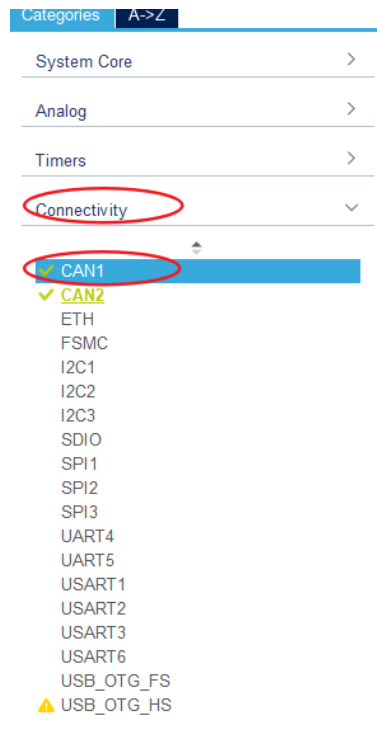 Categories A->Z
System Core
Analog
Timers
Connectivity
CAN1
CAN2
ETH
FSMC
I2C1
I2C2
I2C3
SDIO
SPI1
SPI2
SPI3
UART4
UART5
USART1
USART2
USART3
USART6
USB_OTG_FS
USB_OTG_HS